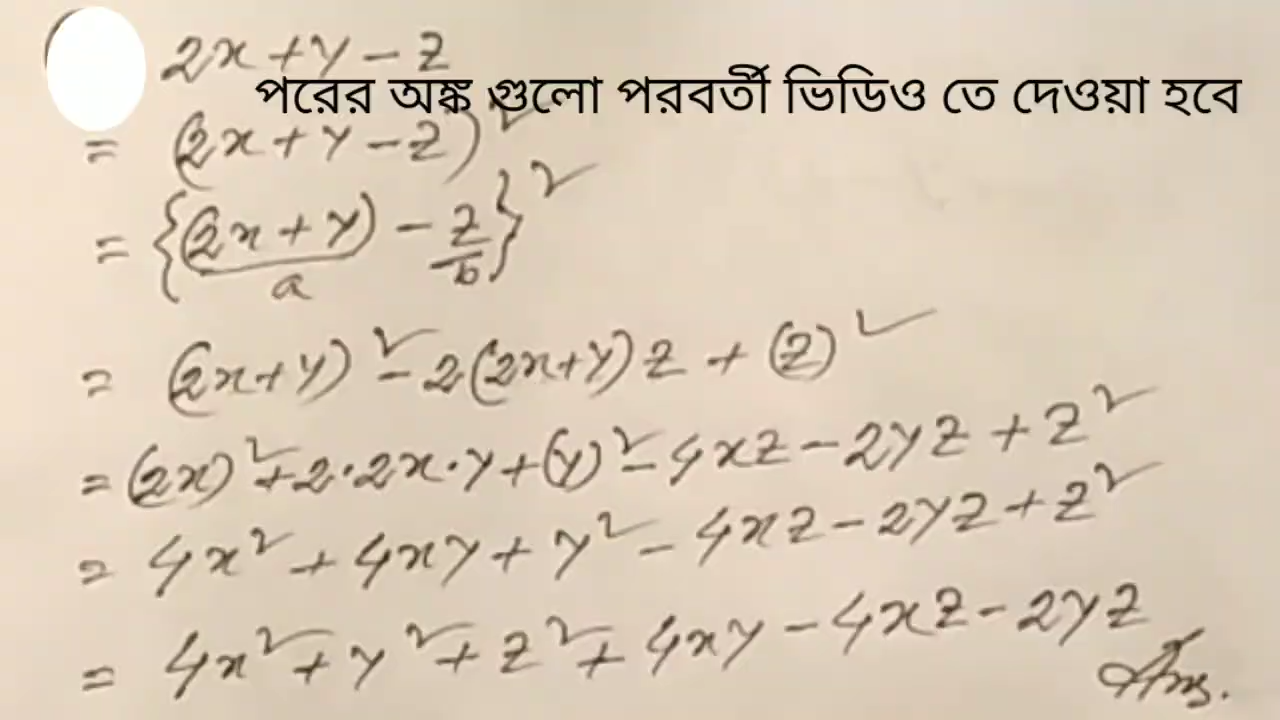 2x + y - z
পরের অঙ্ক গুলো পরবর্তী ভিডিও তে দেওয়া হবে
= (2x + y - z)²
= {(2x + y) - z}²
a b
= (2x+y)² - 2(2x+y)z + (z)²
= (2x)² + 2·2x·y + (y)² - 4xz - 2yz + z²
= 4x² + 4xy + y² - 4xz - 2yz + z²
= 4x² + y² + z² + 4xy - 4xz - 2yz
Ans.